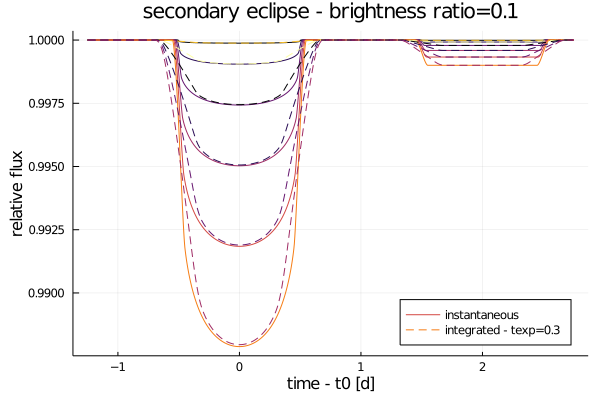 secondary eclipse - brightness ratio=0.1
relative flux
1.0000
0.9975
0.9950
0.9925
0.9900
instantaneous
integrated - texp=0.3
−1
0
1
2
time - t0 [d]